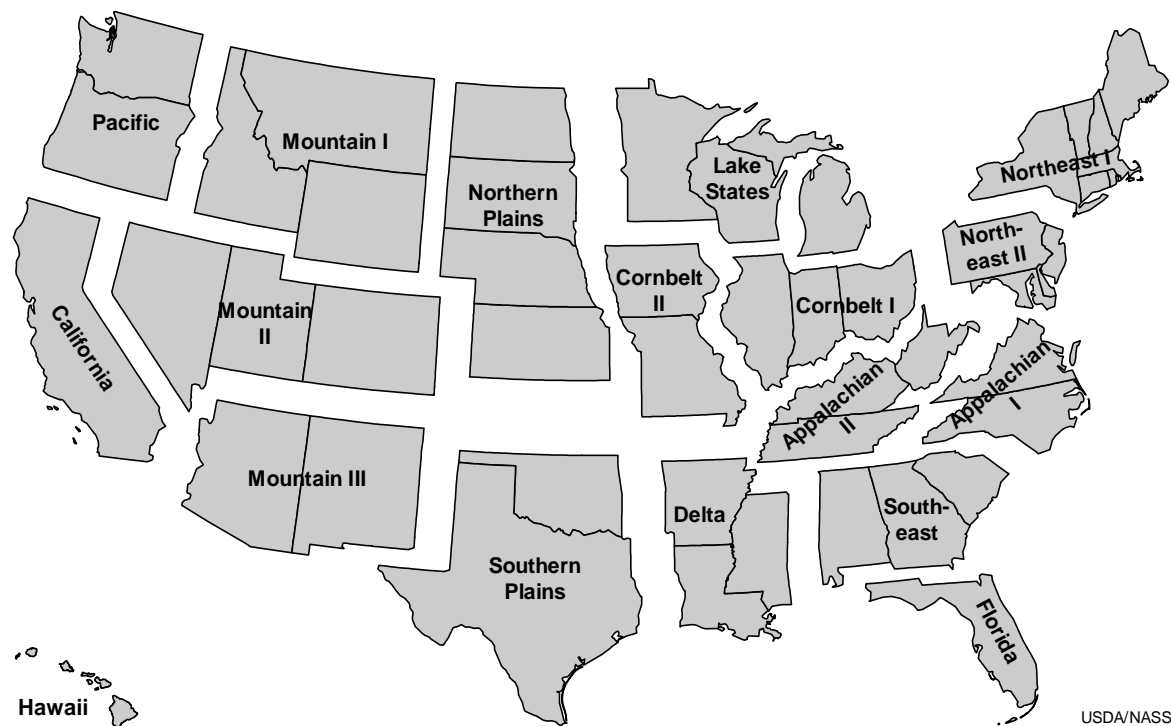 Pacific
Mountain I
Northern
Plains
Lake
States
Northeast I
North-
east II
Cornbelt
II
Cornbelt I
California
Mountain
II
Appalachian
II
Appalachian
I
Mountain III
Delta
South-
east
Southern
Plains
Florida
Hawaii
USDA/NASS